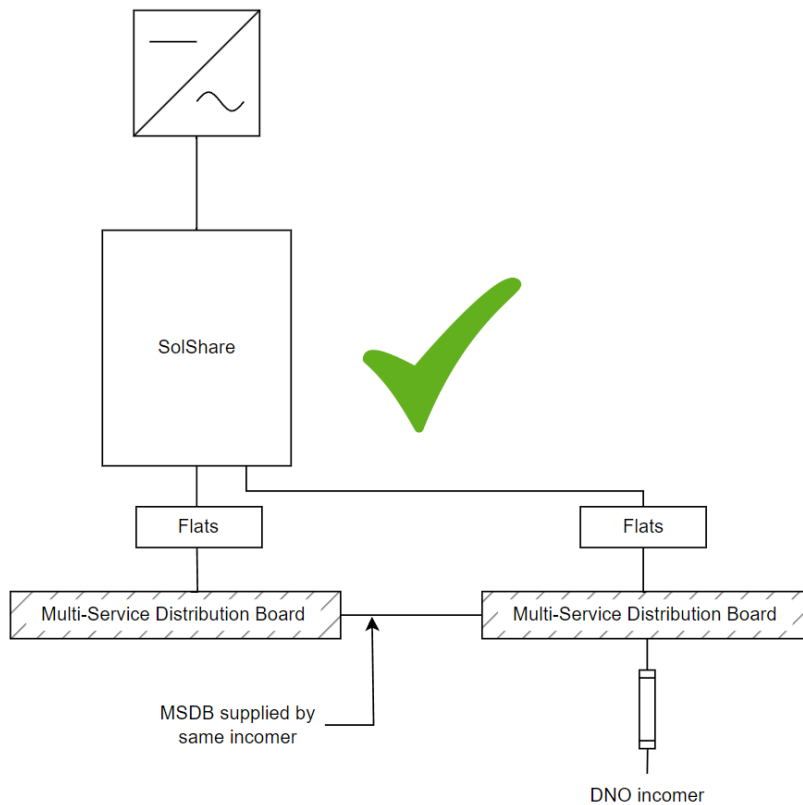 SolShare
Flats
Flats
Multi-Service Distribution Board
Multi-Service Distribution Board
MSDB supplied by
same incomer
DNO incomer